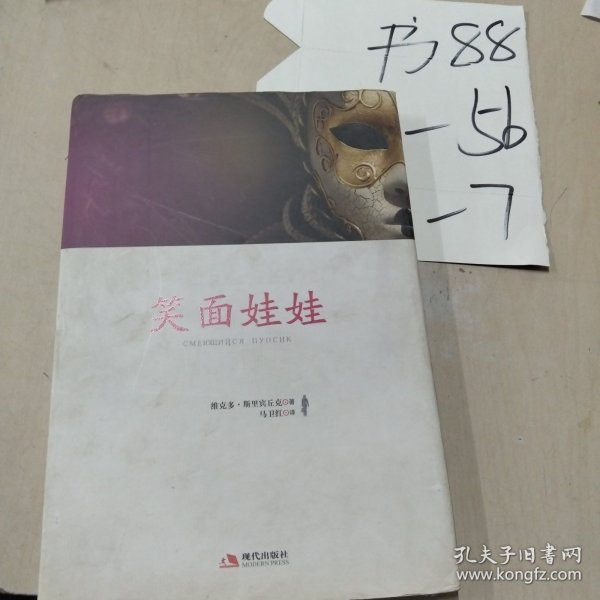 书88
-56
-7
笑面娃娃
СМЕЮЩИЙСЯ ПУПСИК
维克多·斯里宾丘克 著
马卫红 译
现代出版社
MODERN PRESS
孔夫子旧书网
www.kongfz.com